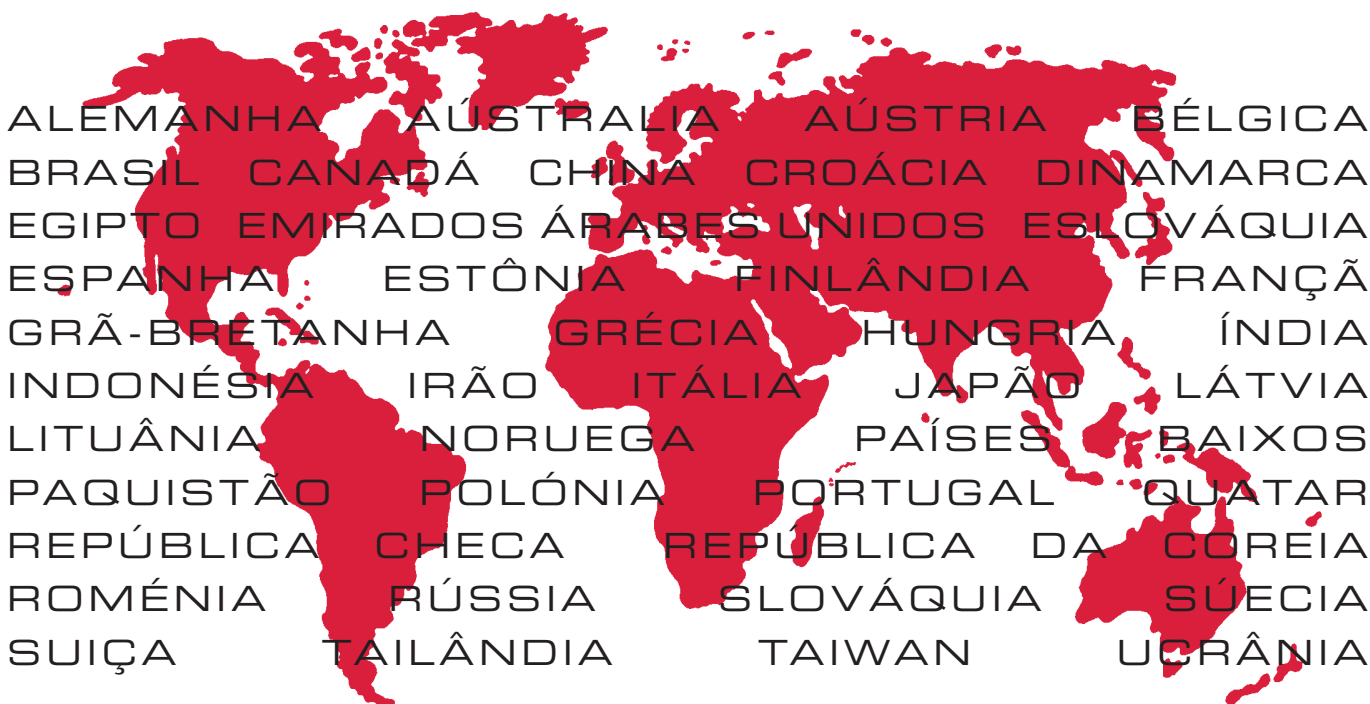 ALEMANHA AÚSTRALIA AÚSTRIA BÉLGICA
BRASIL CANADÁ CHINA CROÁCIA DINAMARCA
EGIPTO EMIRADOS ÁRABES UNIDOS ESLOVÁQUIA
ESPANHA ESTÔNIA FINLÂNDIA FRANÇÃ
GRÃ-BRETANHA GRÉCIA HUNGRIA ÍNDIA
INDONÉSIA IRÃO ITÁLIA JAPÃO LÁTVIA
LITUÂNIA NORUEGA PAÍSES BAIXOS
PAQUISTÃO POLÓNIA PORTUGAL QUATAR
REPÚBLICA CHECA REPÚBLICA DA COREIA
ROMÉNIA RÚSSIA SLOVÁQUIA SÚECIA
SUIÇA TAILÂNDIA TAIWAN UCRÂNIA